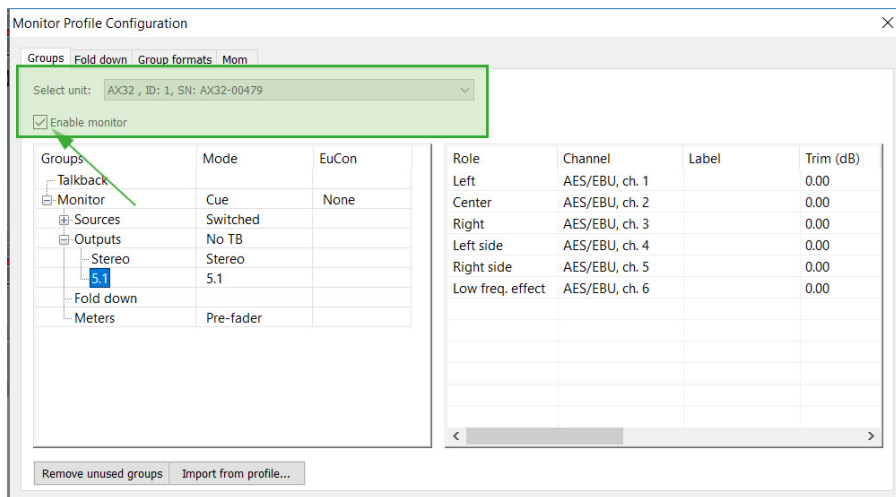 Monitor Profile Configuration
Groups Fold down Group formats Mom
Select unit: AX32 , ID: 1, SN: AX32-00479
Enable monitor
Groups Mode EuCon
Talkback
Monitor Cue None
Sources Switched
Outputs No TB
Stereo Stereo
5.1 5.1
Fold down
Meters Pre-fader
Role Channel Label Trim (dB)
Left AES/EBU, ch. 1 0.00
Center AES/EBU, ch. 2 0.00
Right AES/EBU, ch. 3 0.00
Left side AES/EBU, ch. 4 0.00
Right side AES/EBU, ch. 5 0.00
Low freq. effect AES/EBU, ch. 6 0.00
Remove unused groups Import from profile...